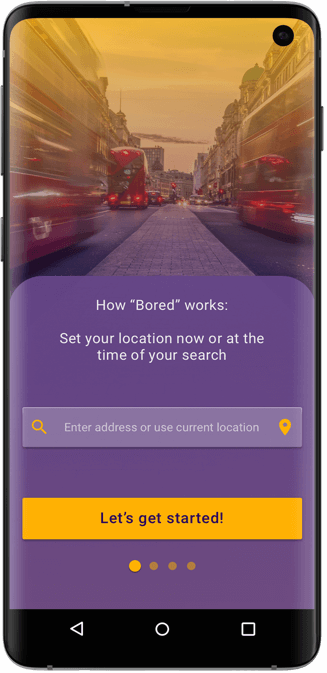 How “Bored” works:
Set your location now or at the
time of your search
Enter address or use current location
Let’s get started!